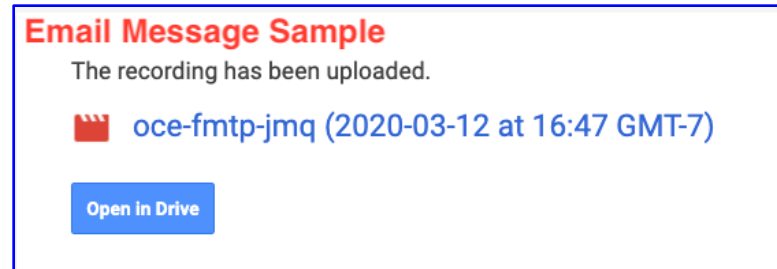 Email Message Sample
The recording has been uploaded.
oce-fmtp-jmq (2020-03-12 at 16:47 GMT-7)
Open in Drive